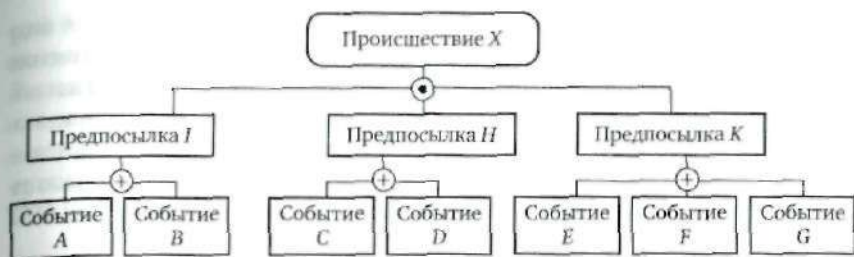 Происшествие X
Предпосылка I
Предпосылка H
Предпосылка K
Событие
A
Событие
B
Событие
C
Событие
D
Событие
E
Событие
F
Событие
G